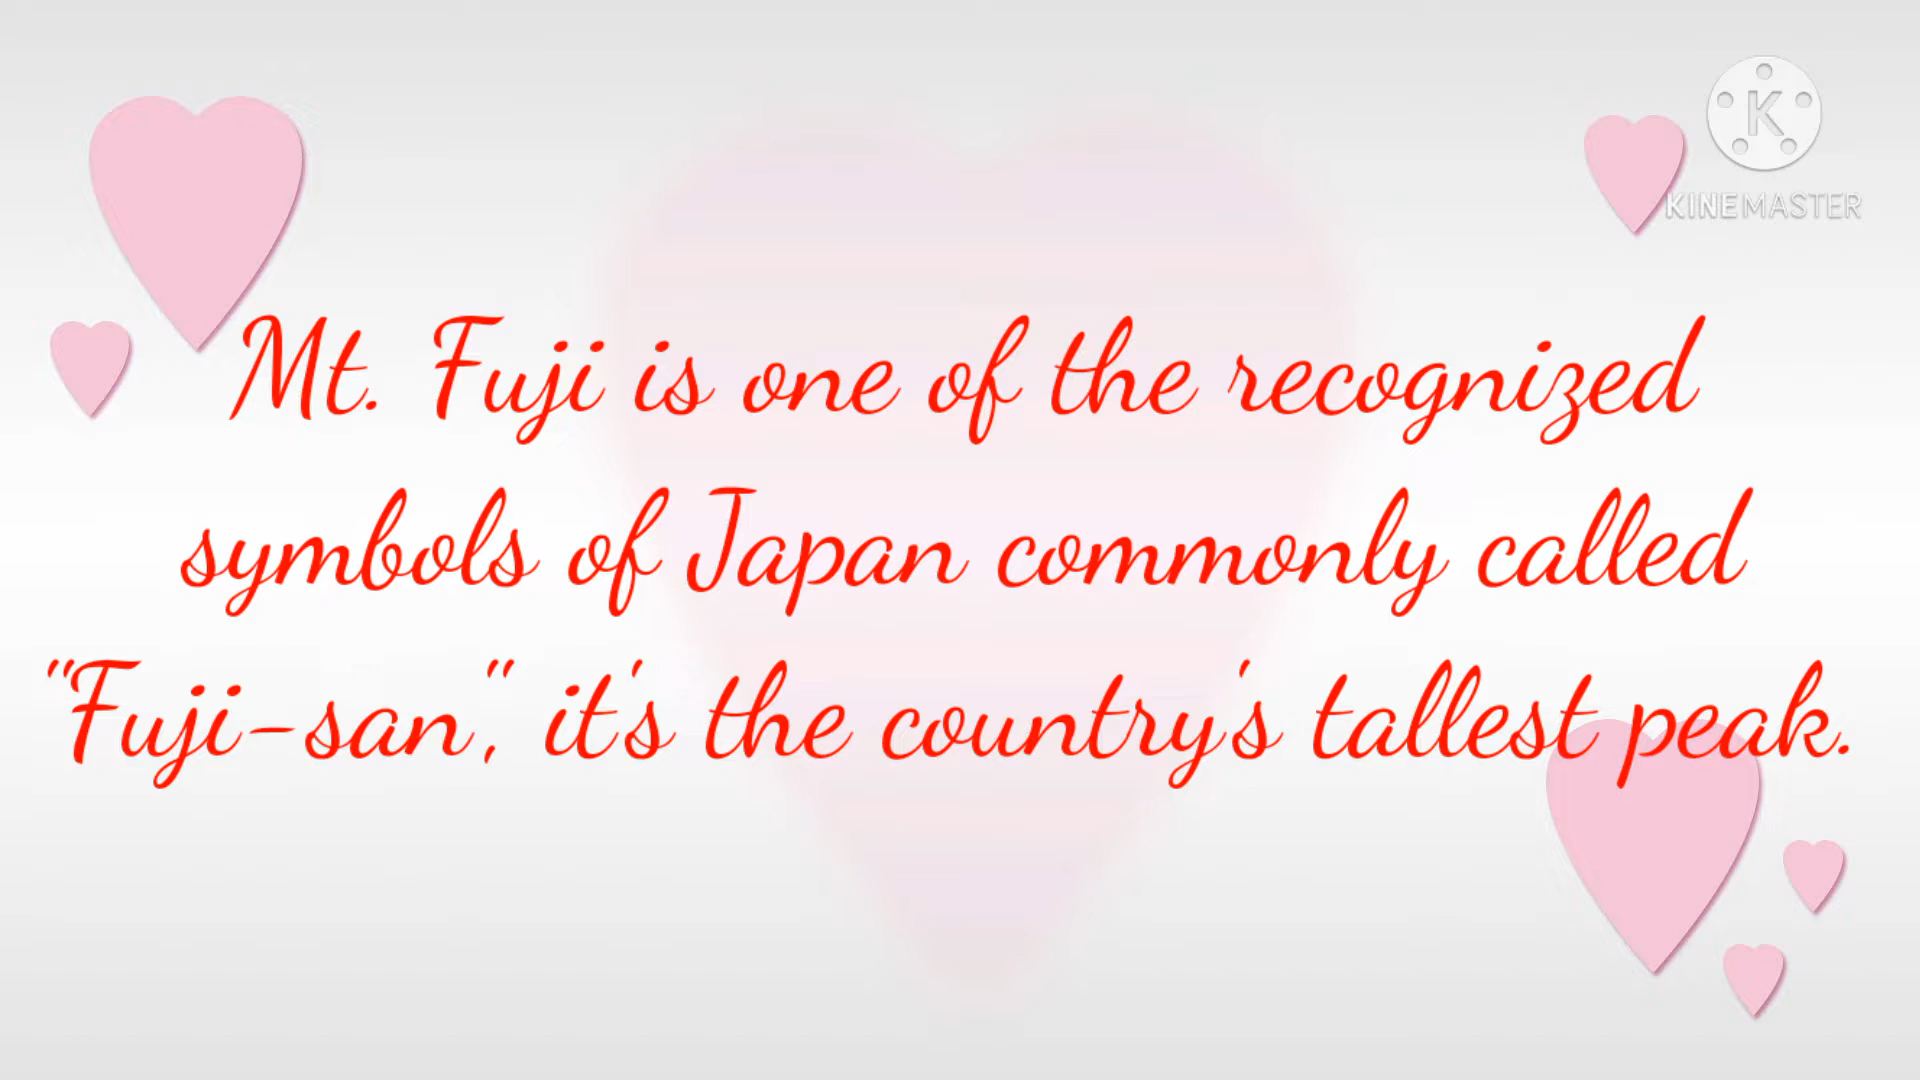 K
KINEMASTER
Mt. Fuji is one of the recognized
symbols of Japan commonly called
"Fuji-san," it's the country's tallest peak.